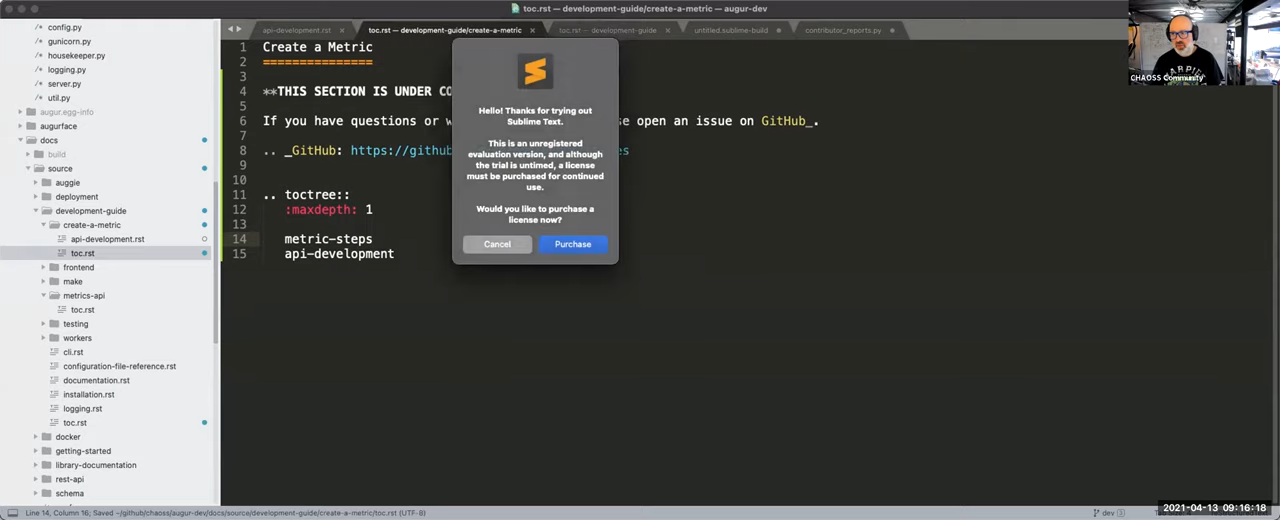 toc.rst — development-guide/create-a-metric — augur-dev
config.py
gunicorn.py
housekeeper.py
logging.py
server.py
util.py
augur.egg-info
augurface
docs
build
source
auggie
deployment
development-guide
create-a-metric
api-development.rst
toc.rst
frontend
make
metrics-api
toc.rst
testing
workers
cli.rst
configuration-file-reference.rst
documentation.rst
installation.rst
logging.rst
toc.rst
docker
getting-started
library-documentation
rest-api
schema
api-development.rst
toc.rst — development-guide/create-a-metric
toc.rst — development-guide
untitled.sublime-build
contributor_reports.py
1 Create a Metric
2 ===============
3
4 **THIS SECTION IS UNDER CO
5
6 If you have questions or w se open an issue on GitHub_.
7
8 .. _GitHub: https://github es
9
10
11 .. toctree::
12 :maxdepth: 1
13
14 metric-steps
15 api-development
Hello! Thanks for trying out
Sublime Text.
This is an unregistered
evaluation version, and although
the trial is untimed, a license
must be purchased for continued
use.
Would you like to purchase a
license now?
Cancel Purchase
CHAOSS Community
Line 14, Column 16; Saved ~/github/chaoss/augur-dev/docs/source/development-guide/create-a-metric/toc.rst (UTF-8)
dev
2021-04-13 09:16:18